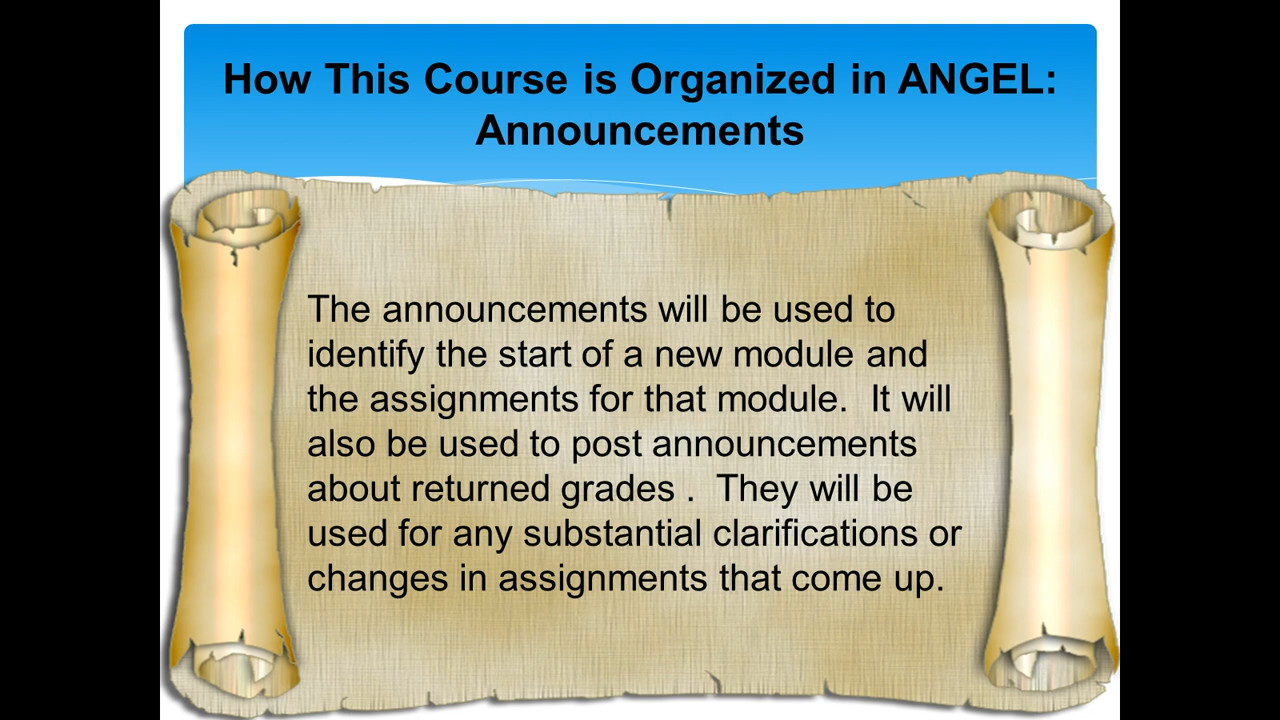 How This Course is Organized in ANGEL:
Announcements
The announcements will be used to
identify the start of a new module and
the assignments for that module.  It will
also be used to post announcements
about returned grades .  They will be
used for any substantial clarifications or
changes in assignments that come up.